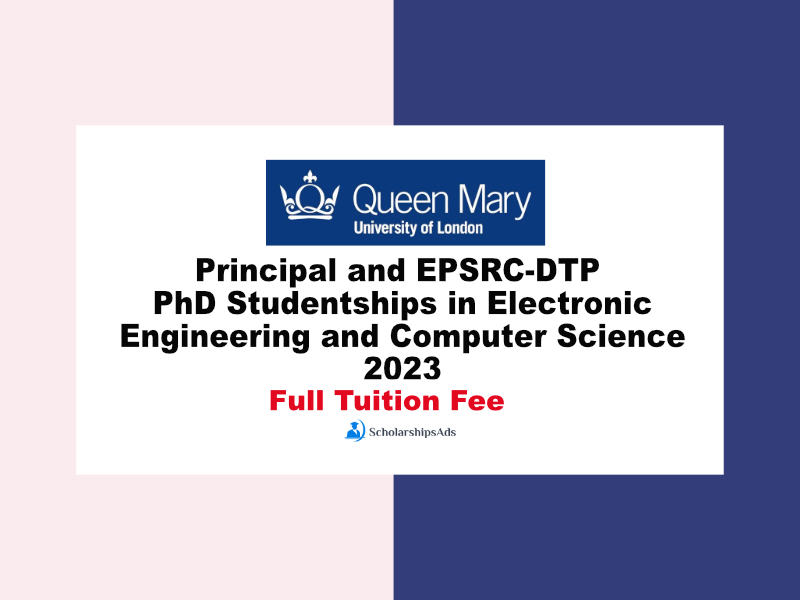 Queen Mary
University of London
Principal and EPSRC-DTP
PhD Studentships in Electronic
Engineering and Computer Science
2023
Full Tuition Fee
ScholarshipsAds